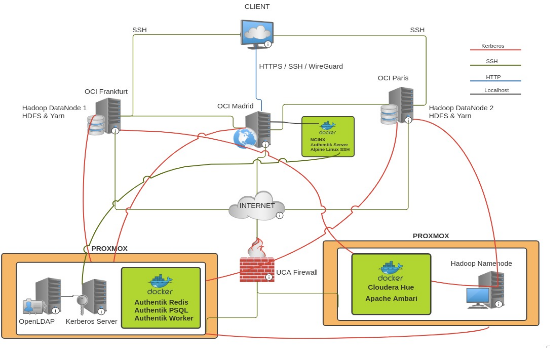 CLIENT
SSH
SSH
Kerberos
SSH
HTTP
Localhost
HTTPS / SSH / WireGuard
OCI Frankfurt
OCI Paris
OCI Madrid
Hadoop DataNode 1
HDFS & Yarn
Hadoop DataNode 2
HDFS & Yarn
docker
NGINX
Authentik Server
Alpine Linux SSH
INTERNET
PROXMOX
PROXMOX
UCA Firewall
Hadoop Namenode
docker
Cloudera Hue
Apache Ambari
docker
Authentik Redis
Authentik PSQL
Authentik Worker
OpenLDAP
Kerberos Server